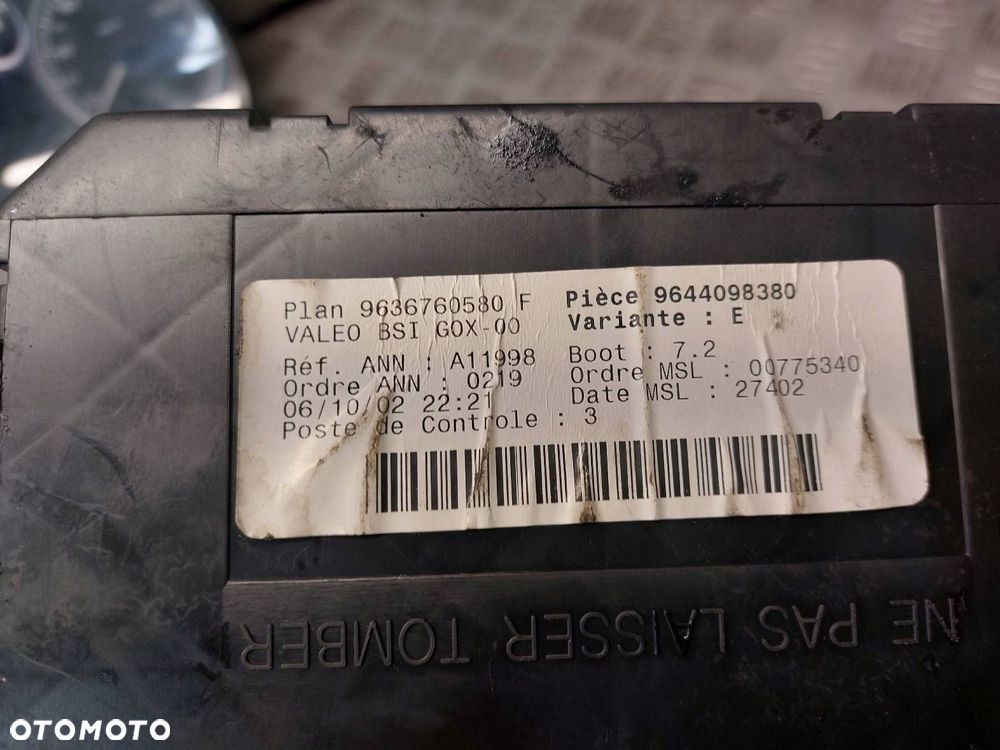 Plan 9636760580 F
VALEO BSI G0X-00
Réf. ANN : A11998
Ordre ANN : 0219
06/10/02 22:21
Poste de Controle : 3
Pièce 9644098380
Variante : E
Boot : 7.2
Ordre MSL : 00775340
Date MSL : 27402
NE PAS LAISSER TOMBER
OTOMOTO